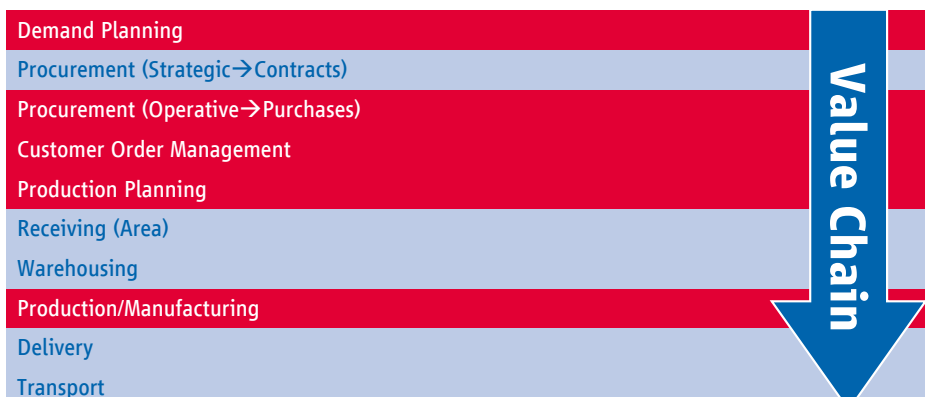 Demand Planning
Procurement (Strategic→Contracts)
Procurement (Operative→Purchases)
Customer Order Management
Production Planning
Receiving (Area)
Warehousing
Production/Manufacturing
Delivery
Transport
Value Chain